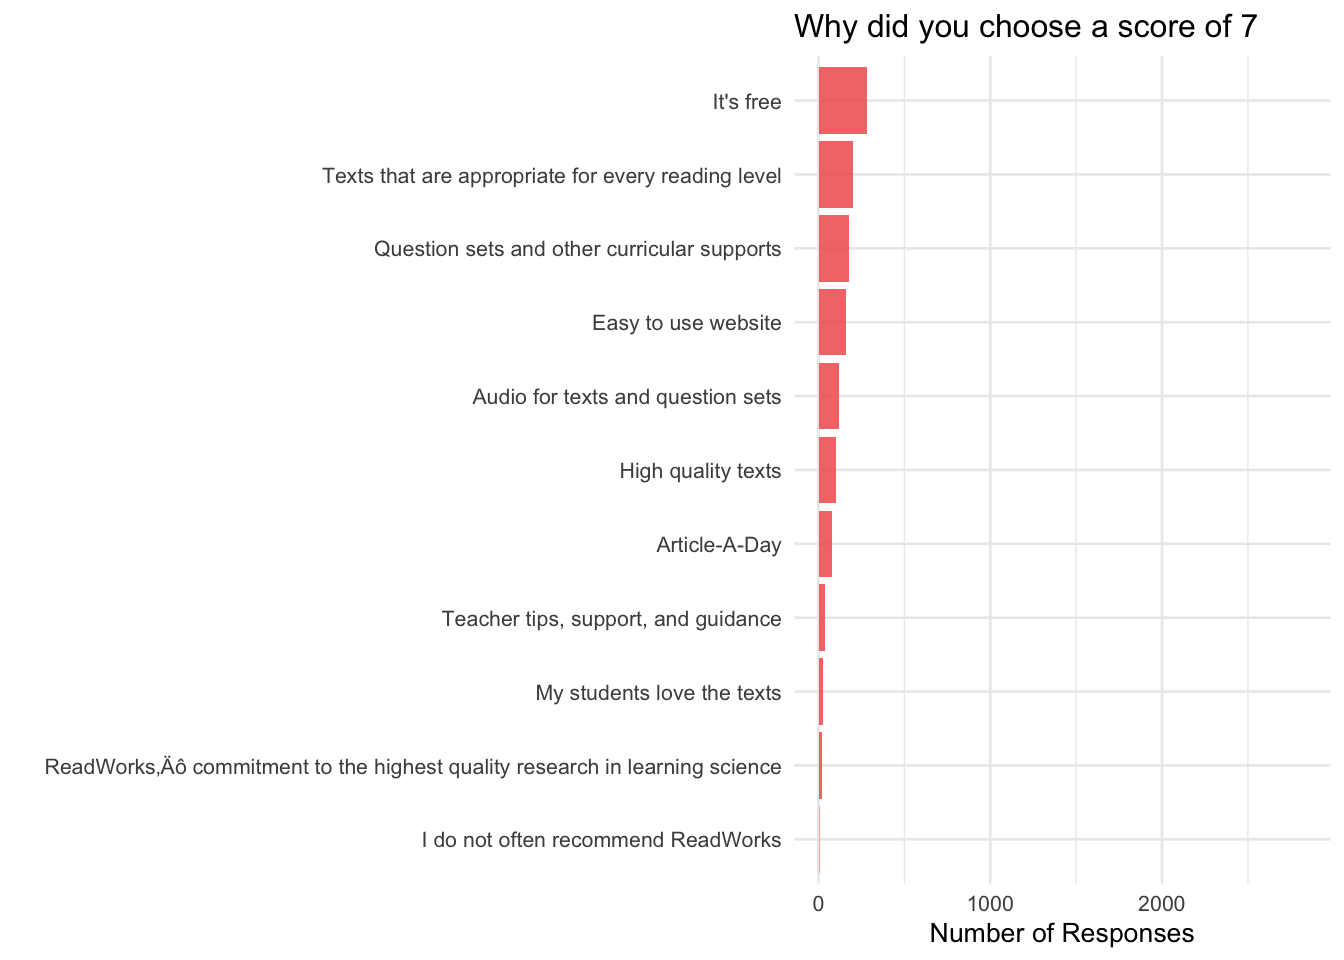 Why did you choose a score of 7
It's free
Texts that are appropriate for every reading level
Question sets and other curricular supports
Easy to use website
Audio for texts and question sets
High quality texts
Article-A-Day
Teacher tips, support, and guidance
My students love the texts
ReadWorks‚Äô commitment to the highest quality research in learning science
I do not often recommend ReadWorks
0 1000 2000
Number of Responses